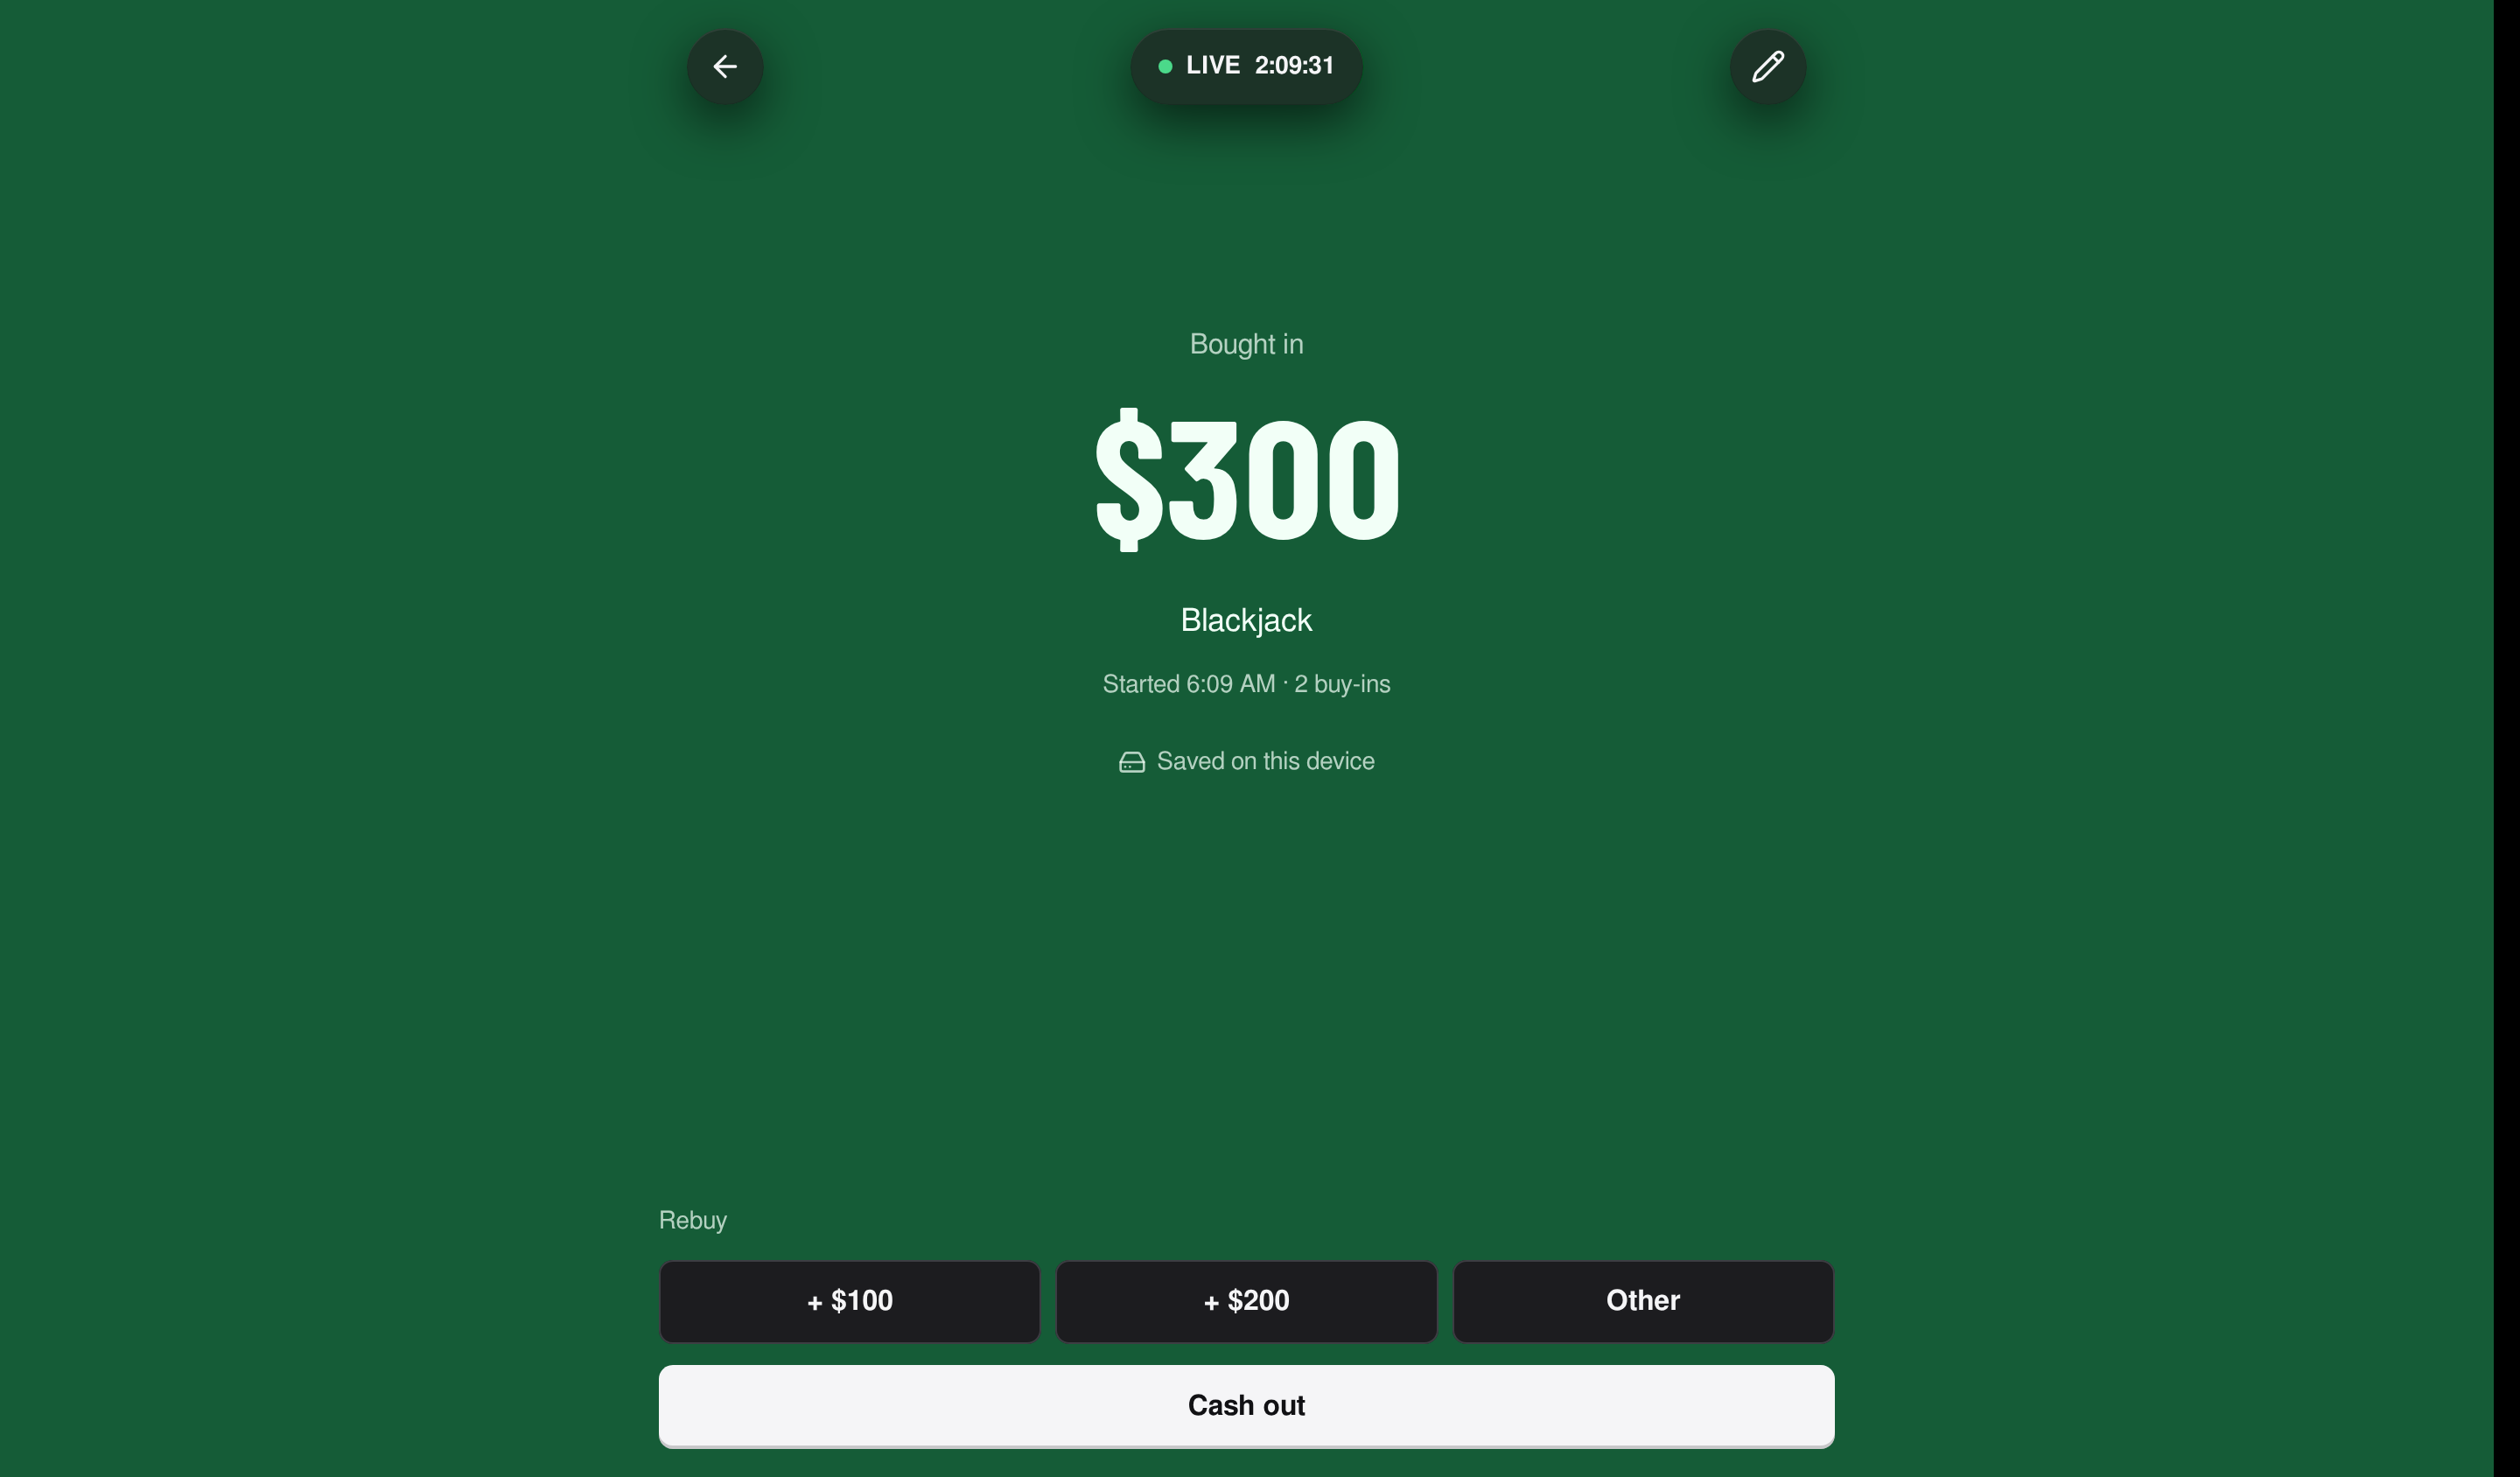 LIVE 2:09:31
Bought in
$300
Blackjack
Started 6:09 AM · 2 buy-ins
Saved on this device
Rebuy
+ $100
+ $200
Other
Cash out